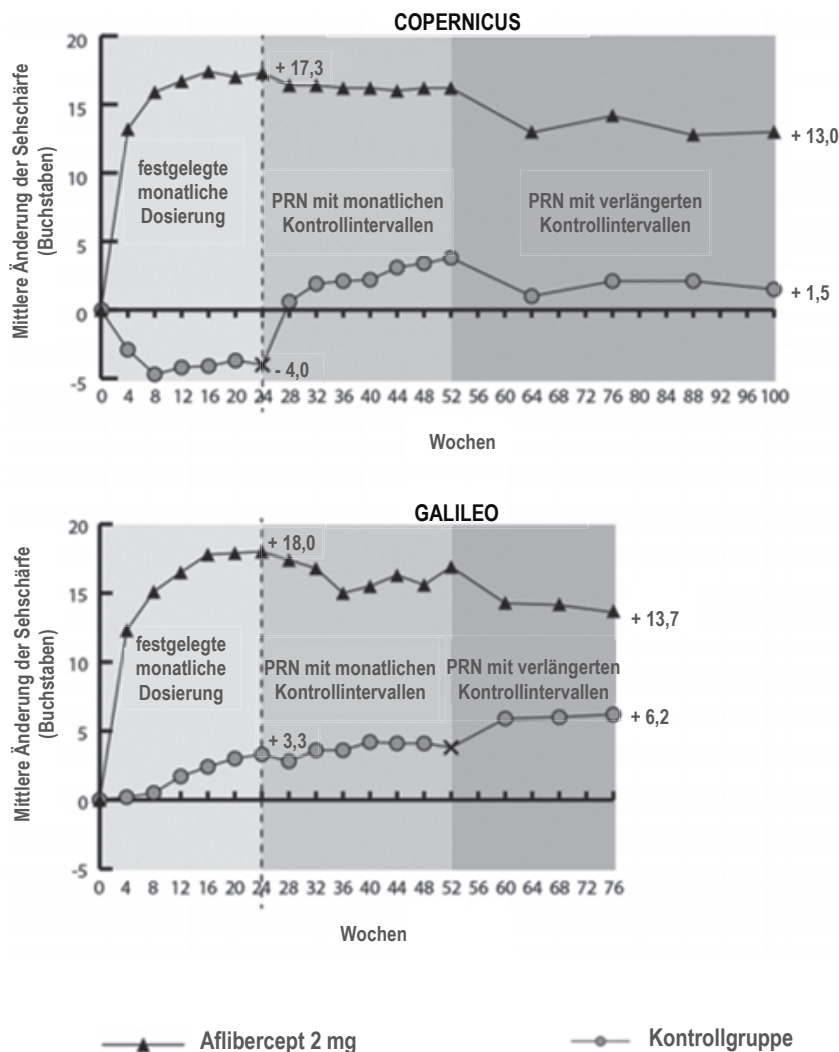 COPERNICUS
Mittlere Änderung der Sehschärfe
(Buchstaben)
20
15
10
5
0
-5
+ 17,3
+ 13,0
+ 1,5
- 4,0
festgelegte
monatliche
Dosierung
PRN mit monatlichen
Kontrollintervallen
PRN mit verlängerten
Kontrollintervallen
0 4 8 12 16 20 24 28 32 36 40 44 48 52 56 60 64 68 72 76 80 84 88 92 96 100
Wochen
GALILEO
Mittlere Änderung der Sehschärfe
(Buchstaben)
20
15
10
5
0
-5
+ 18,0
+ 13,7
+ 6,2
+ 3,3
festgelegte
monatliche
Dosierung
PRN mit monatlichen
Kontrollintervallen
PRN mit verlängerten
Kontrollintervallen
0 4 8 12 16 20 24 28 32 36 40 44 48 52 56 60 64 68 72 76
Wochen
Aflibercept 2 mg
Kontrollgruppe